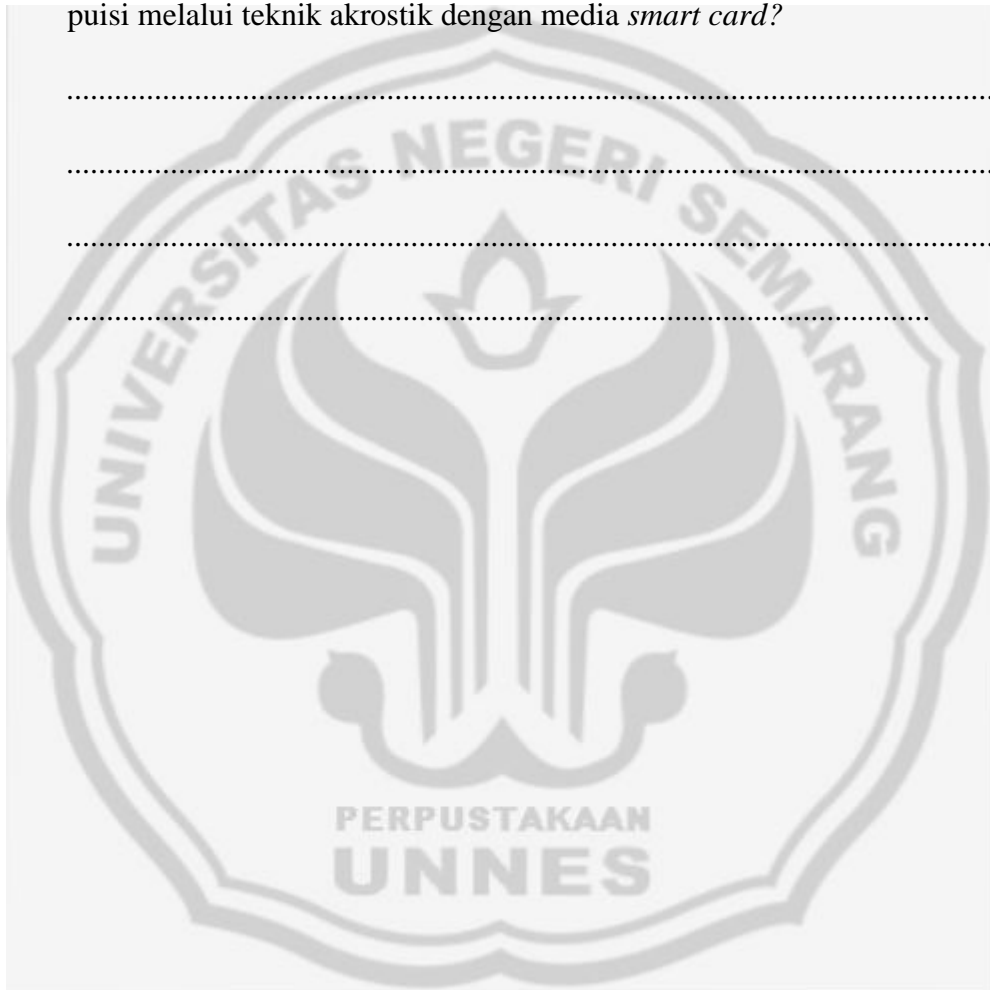 puisi melalui teknik akrostik dengan media smart card?
................................................................................................................
................................................................................................................
................................................................................................................
.........................................................................................................
UNIVERSITAS NEGERI SEMARANG
PERPUSTAKAAN
UNNES